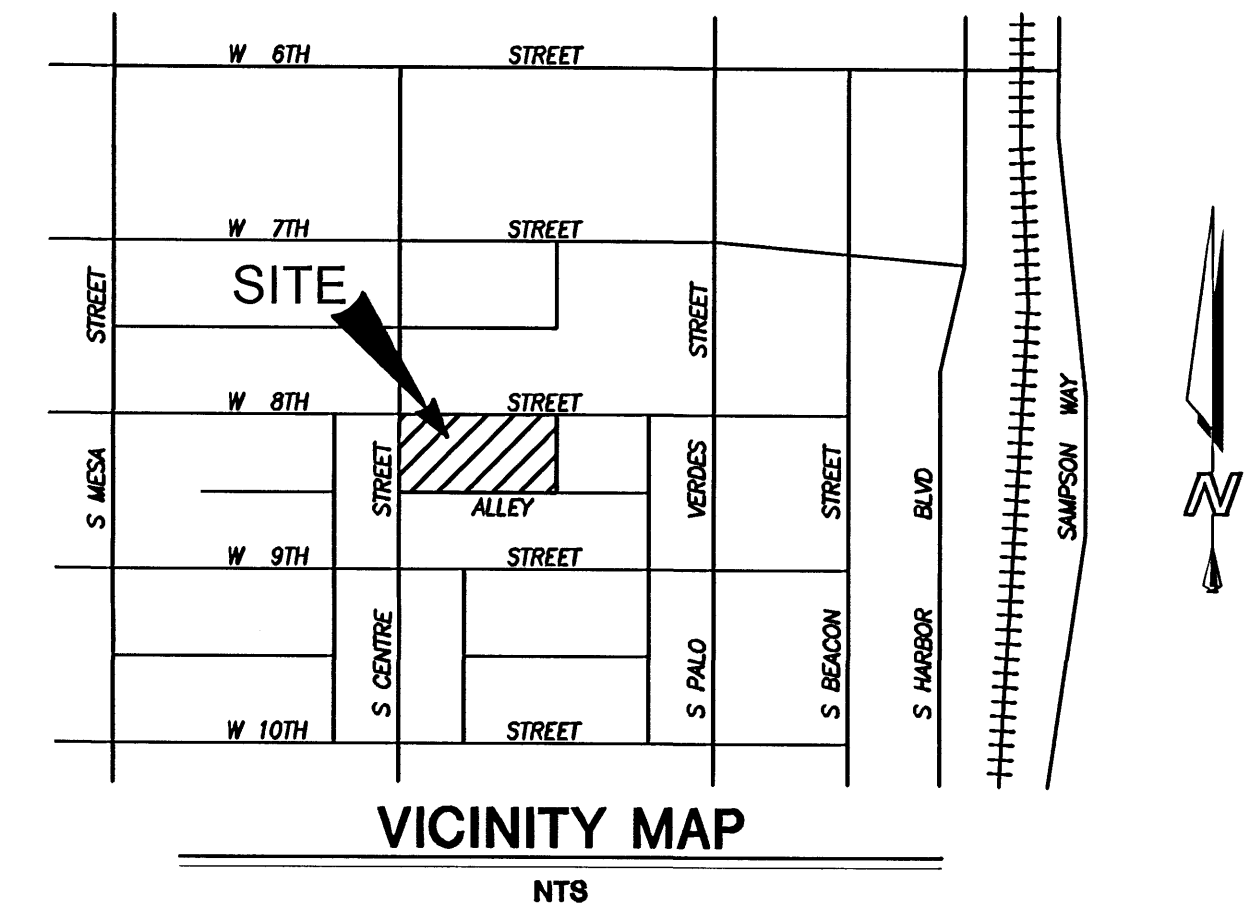 W 6TH STREET
W 7TH STREET
SITE
W 8TH STREET
ALLEY
W 9TH STREET
W 10TH STREET
S MESA STREET
S CENTRE STREET
S PALO VERDES STREET
S BEACON STREET
S HARBOR BLVD
SAMPSON WAY
N
VICINITY MAP
NTS